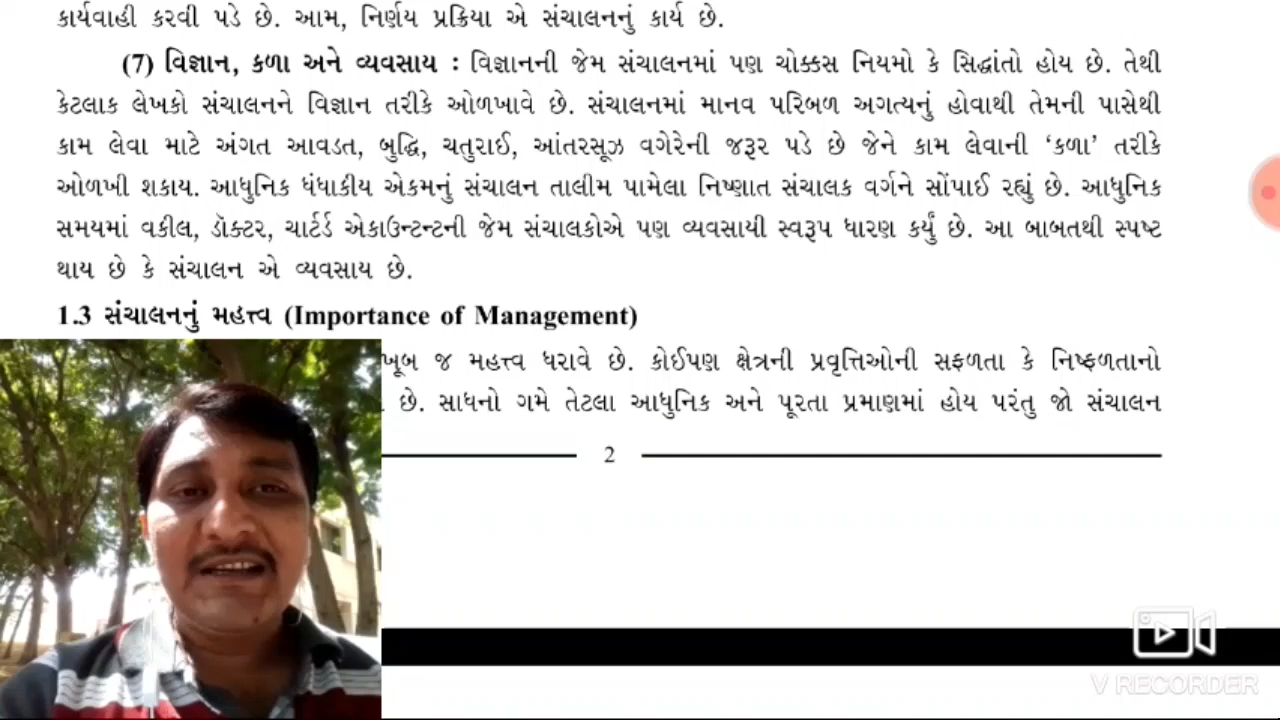 કાર્યવાહી કરવી પડે છે. આમ, નિર્ણય પ્રક્રિયા એ સંચાલનનું કાર્ય છે.
(7) વિજ્ઞાન, કળા અને વ્યવસાય : વિજ્ઞાનની જેમ સંચાલનમાં પણ ચોક્કસ નિયમો કે સિદ્ધાંતો હોય છે. તેથી
કેટલાક લેખકો સંચાલનને વિજ્ઞાન તરીકે ઓળખાવે છે. સંચાલનમાં માનવ પરિબળ અગત્યનું હોવાથી તેમની પાસેથી
કામ લેવા માટે અંગત આવડત, બુદ્ધિ, ચતુરાઈ, આંતરસૂઝ વગેરેની જરૂર પડે છે જેને કામ લેવાની ‘કળા’ તરીકે
ઓળખી શકાય. આધુનિક ધંધાકીય એકમનું સંચાલન તાલીમ પામેલા નિષ્ણાત સંચાલક વર્ગને સોંપાઈ રહ્યું છે. આધુનિક
સમયમાં વકીલ, ડૉક્ટર, ચાર્ટર્ડ એકાઉન્ટન્ટની જેમ સંચાલકોએ પણ વ્યવસાયી સ્વરૂપ ધારણ કર્યું છે. આ બાબતથી સ્પષ્ટ
થાય છે કે સંચાલન એ વ્યવસાય છે.
1.3 સંચાલનનું મહત્ત્વ (Importance of Management)
ખૂબ જ મહત્ત્વ ધરાવે છે. કોઈપણ ક્ષેત્રની પ્રવૃત્તિઓની સફળતા કે નિષ્ફળતાનો
છે. સાધનો ગમે તેટલા આધુનિક અને પૂરતા પ્રમાણમાં હોય પરંતુ જો સંચાલન
2
V RECORDER